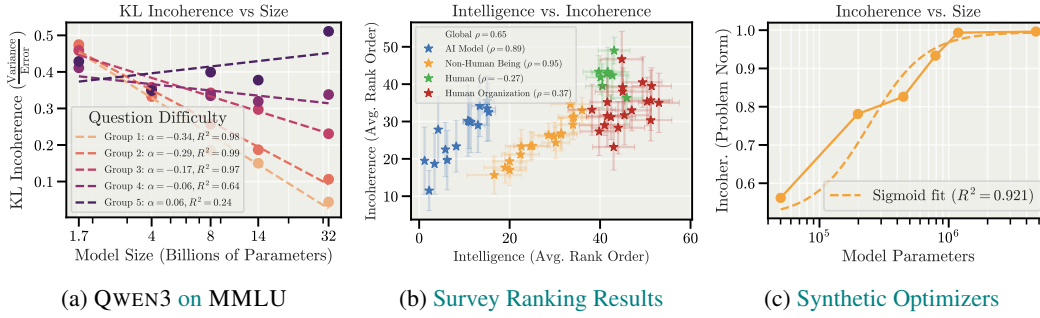 KL Incoherence vs Size
KL Incoherence (Variance/Error)
0.5
0.4
0.3
0.2
0.1
Question Difficulty
Group 1: α=−0.34, R²=0.98
Group 2: α=−0.29, R²=0.99
Group 3: α=−0.17, R²=0.97
Group 4: α=−0.06, R²=0.64
Group 5: α=0.06, R²=0.24
1.7 4 8 14 32
Model Size (Billions of Parameters)
(a) QWEN3 on MMLU
Intelligence vs. Incoherence
Incoherence (Avg. Rank Order)
60
50
40
30
20
10
Global ρ=0.65
AI Model (ρ=0.89)
Non-Human Being (ρ=0.95)
Human (ρ=−0.27)
Human Organization (ρ=0.37)
0 10 20 30 40 50 60
Intelligence (Avg. Rank Order)
(b) Survey Ranking Results
Incoherence vs. Size
Incoher. (Problem Norm)
1.0
0.9
0.8
0.7
0.6
Sigmoid fit (R²=0.921)
10⁵ 10⁶
Model Parameters
(c) Synthetic Optimizers